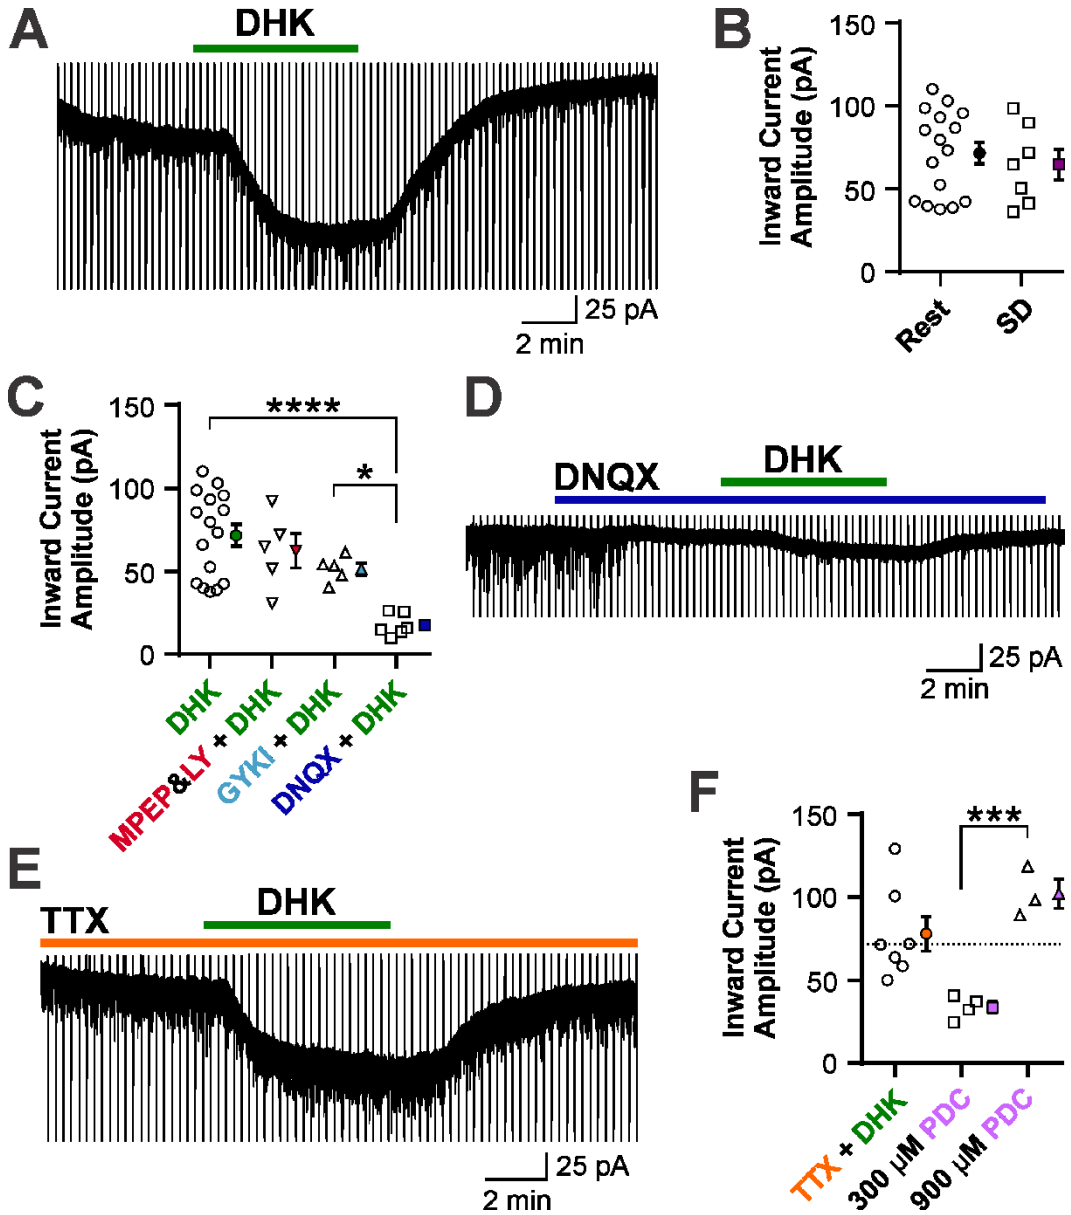 A
DHK
25 pA
2 min
B
Inward Current
Amplitude (pA)
150
100
50
0
Rest
SD
C
Inward Current
Amplitude (pA)
150
100
50
0
****
*
DHK
MPEP&LY + DHK
GYKI + DHK
DNQX + DHK
D
DHK
DNQX
25 pA
2 min
E
DHK
TTX
25 pA
2 min
F
Inward Current
Amplitude (pA)
150
100
50
0
***
TTX + DHK
300 µM PDC
900 µM PDC